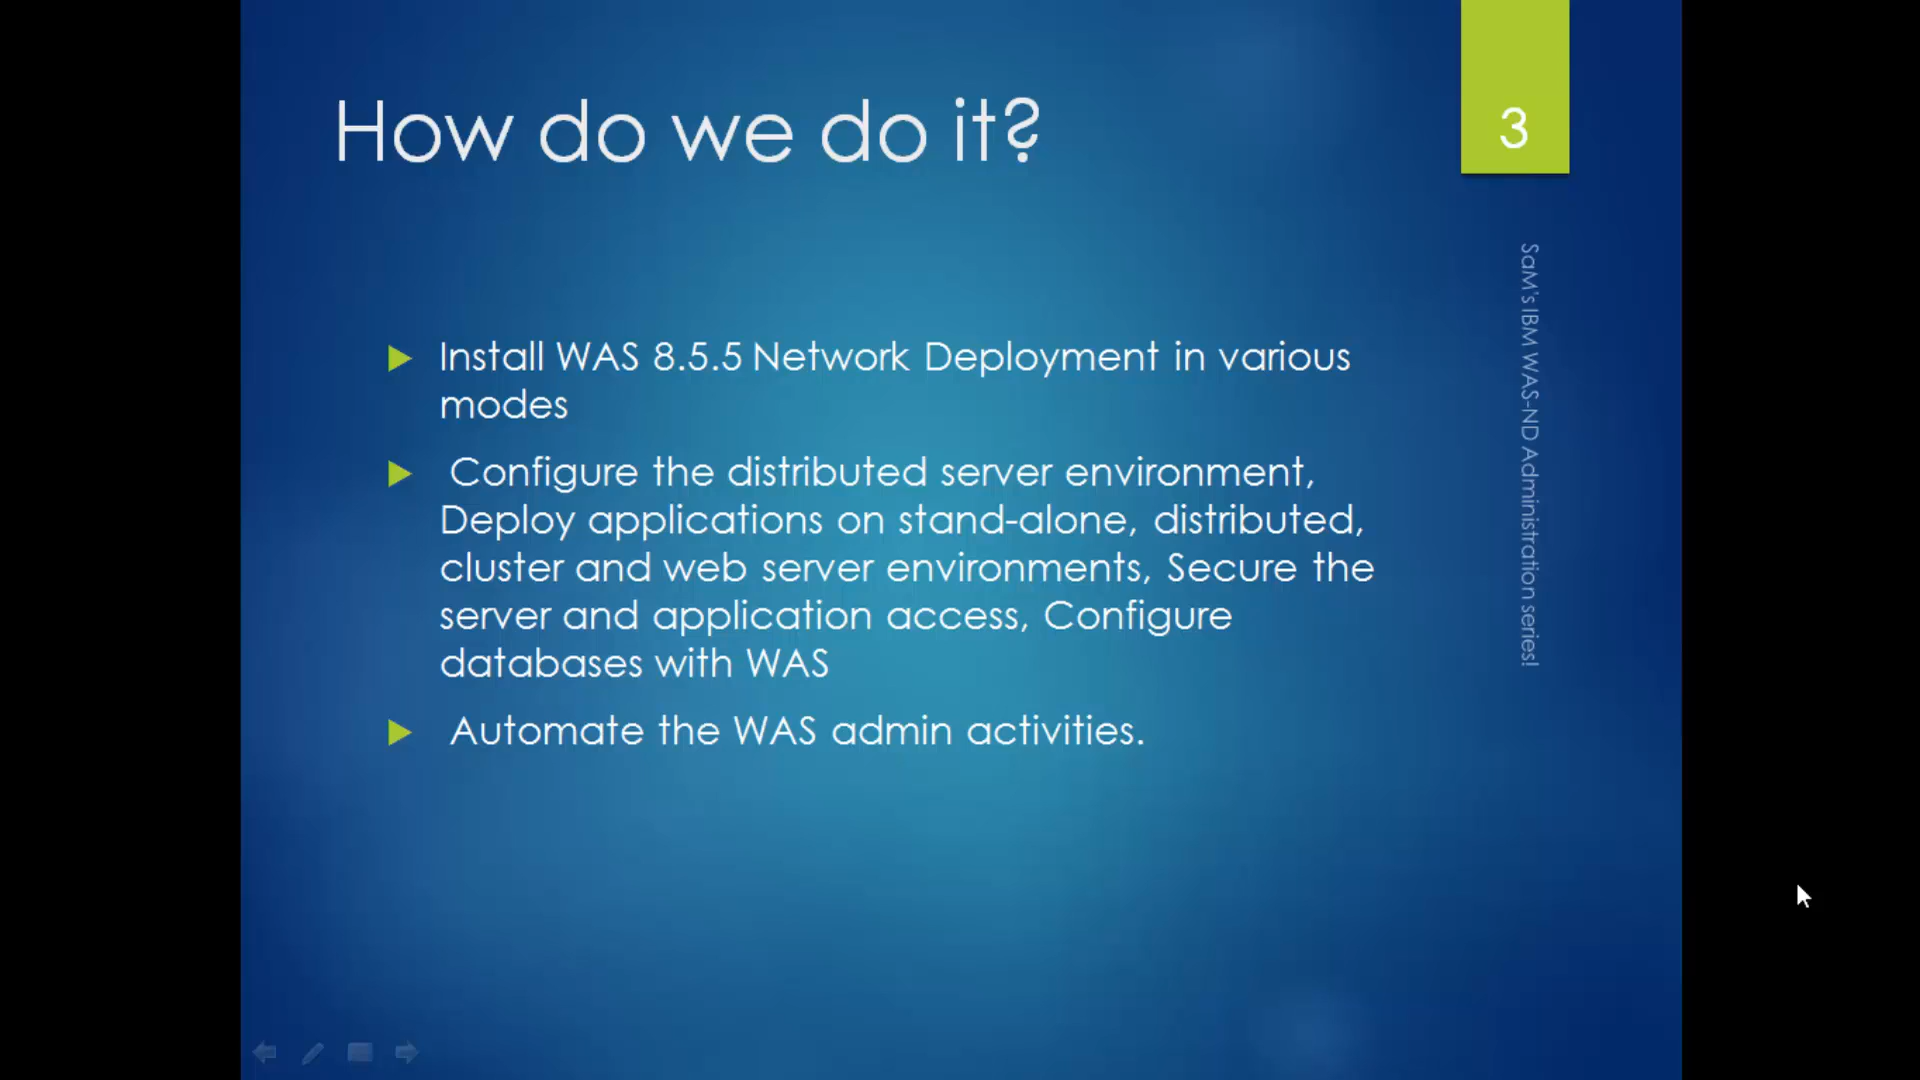 How do we do it?
3
Install WAS 8.5.5 Network Deployment in various
modes
Configure the distributed server environment,
Deploy applications on stand-alone, distributed,
cluster and web server environments, Secure the
server and application access, Configure
databases with WAS
Automate the WAS admin activities.
SaM's IBM WAS-ND Administration series!